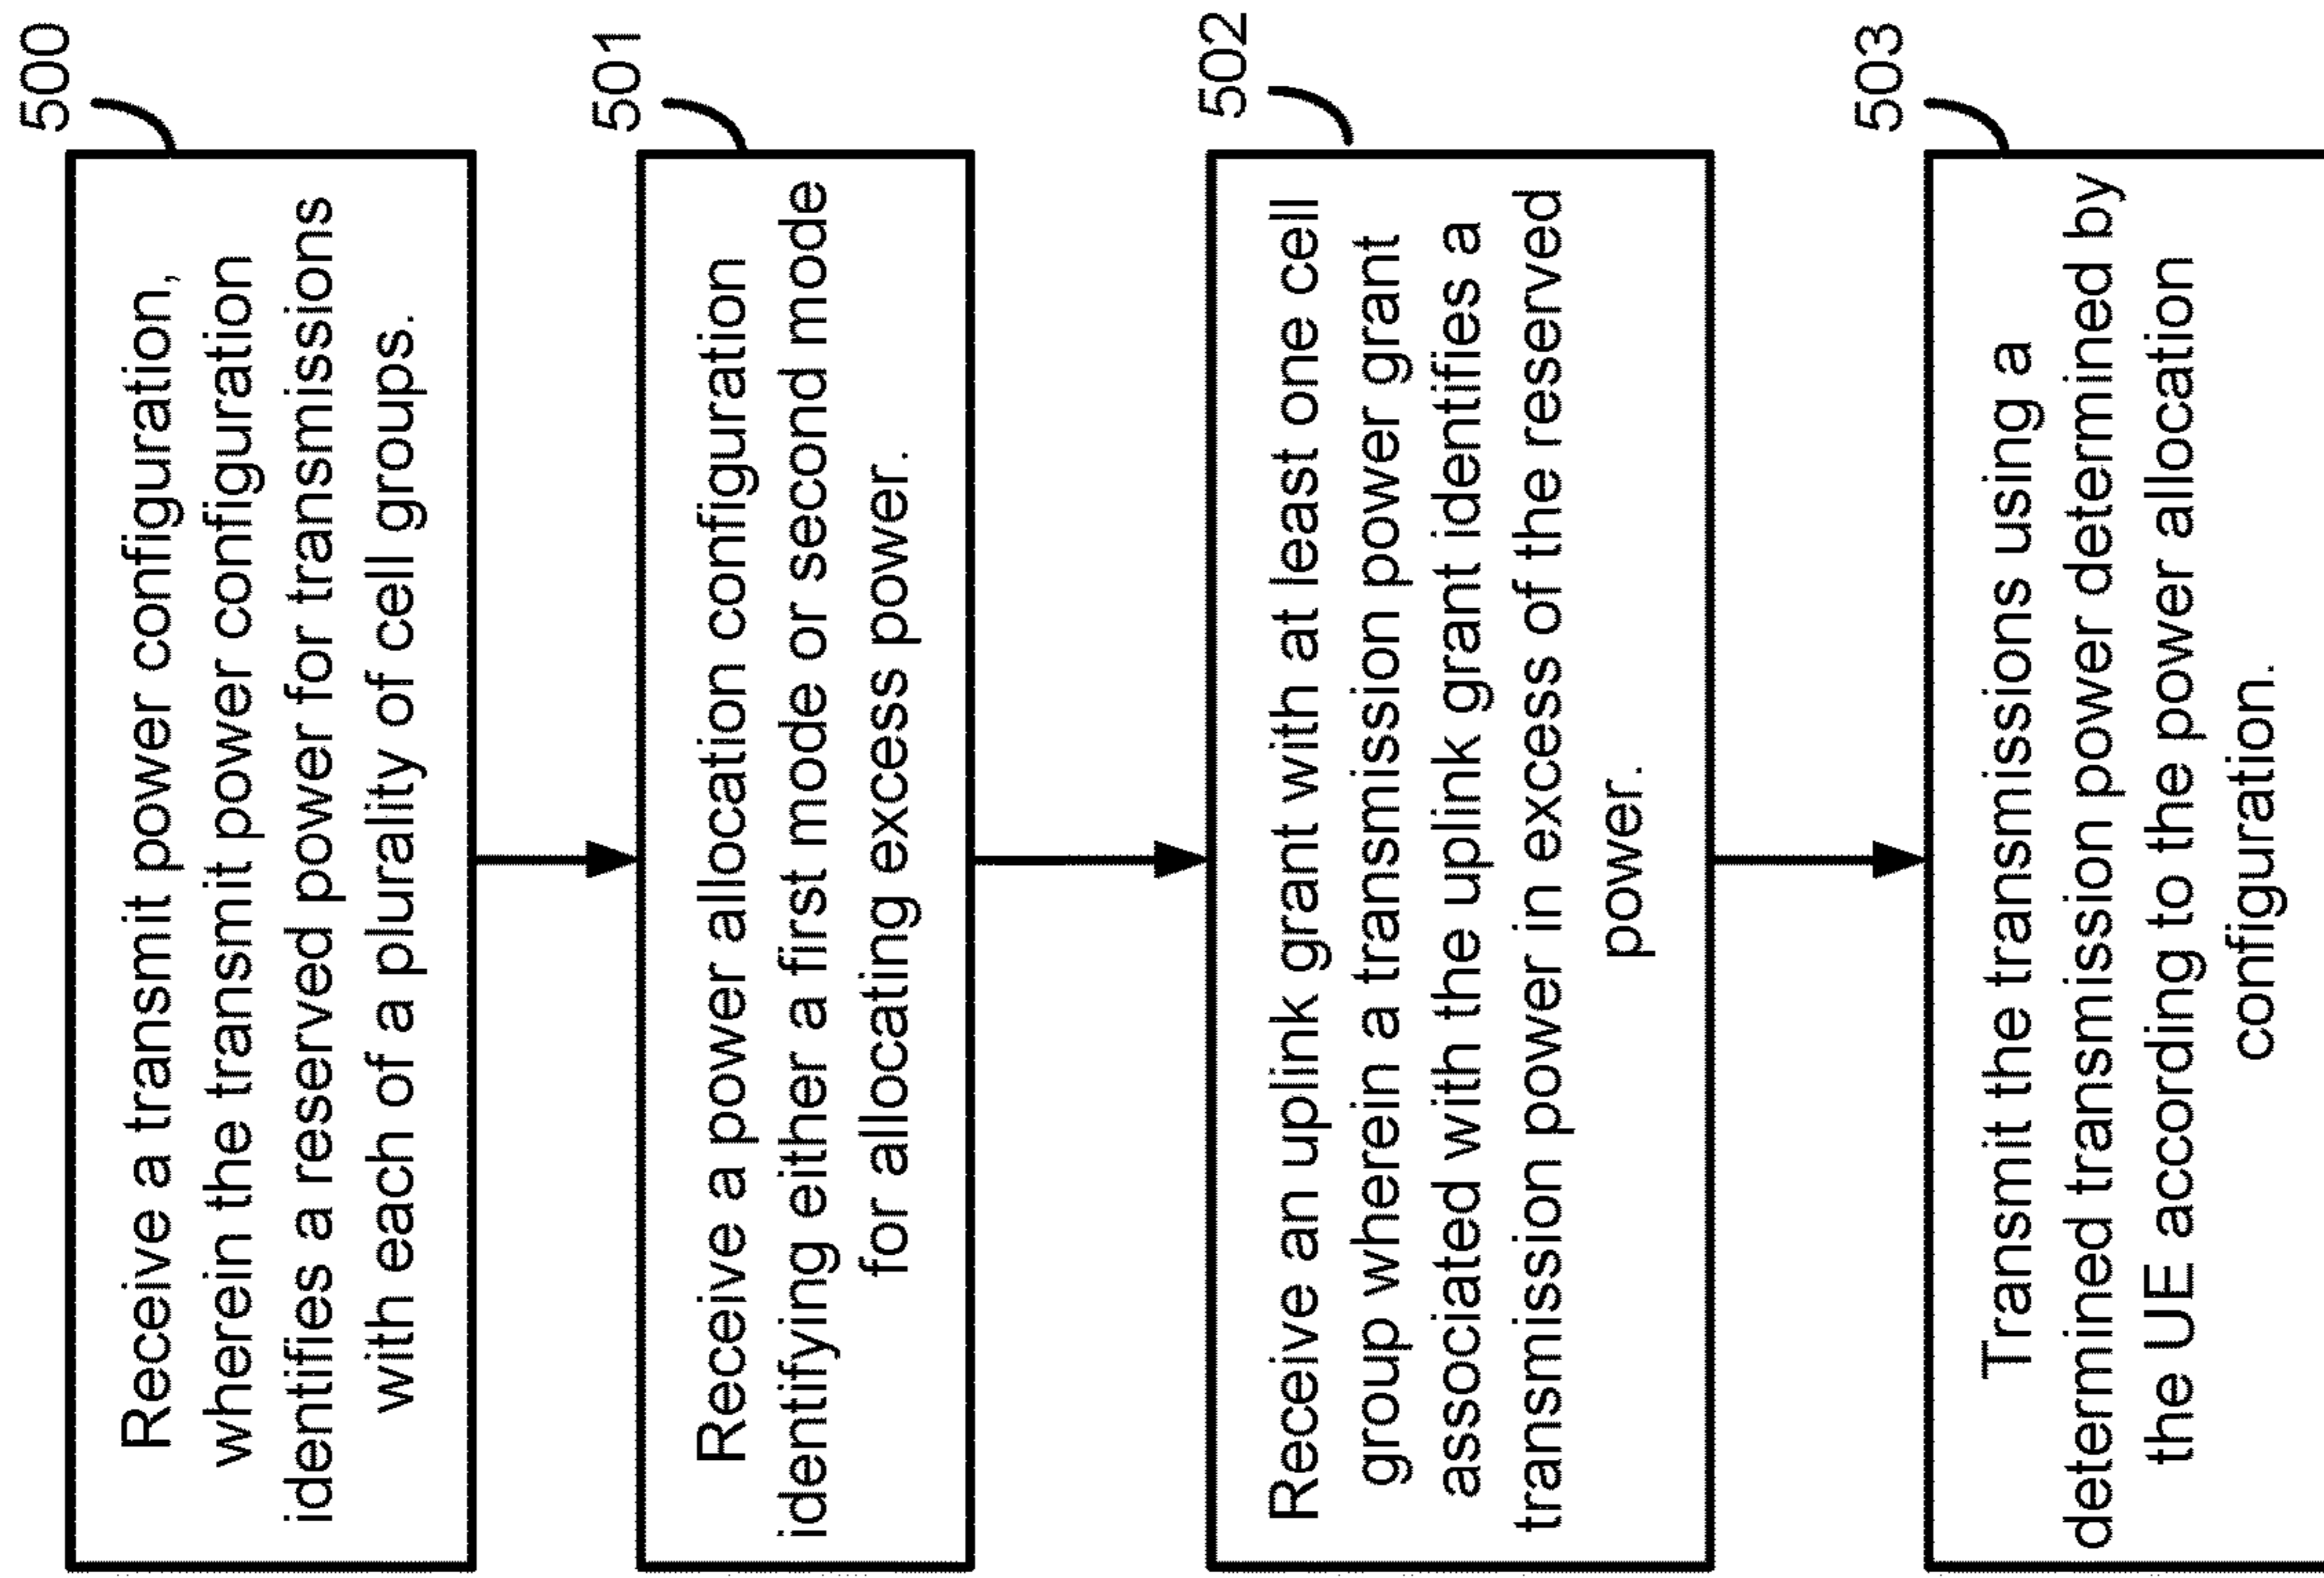 500
Receive a transmit power configuration,
wherein the transmit power configuration
identifies a reserved power for transmissions
with each of a plurality of cell groups.
501
Receive a power allocation configuration
identifying either a first mode or second mode
for allocating excess power.
502
Receive an uplink grant with at least one cell
group wherein a transmission power grant
associated with the uplink grant identifies a
transmission power in excess of the reserved
power.
503
Transmit the transmissions using a
determined transmission power determined by
the UE according to the power allocation
configuration.